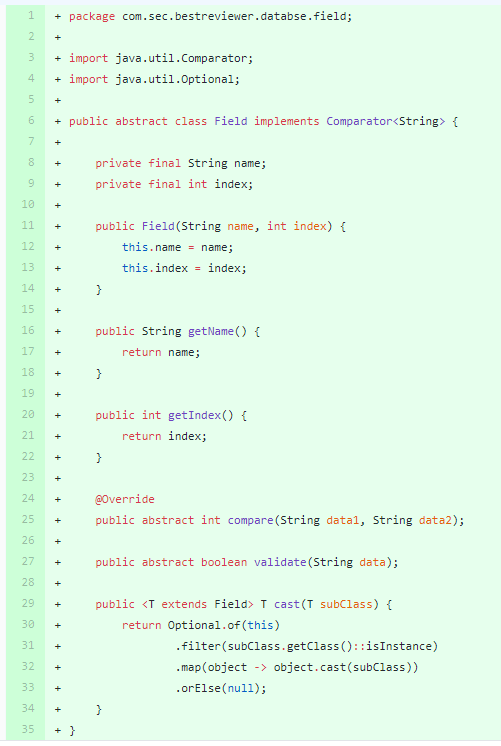 1 + package com.sec.bestreviewer.databse.field;
2 +
3 + import java.util.Comparator;
4 + import java.util.Optional;
5 +
6 + public abstract class Field implements Comparator<String> {
7 +
8 +     private final String name;
9 +     private final int index;
10 +
11 +     public Field(String name, int index) {
12 +         this.name = name;
13 +         this.index = index;
14 +     }
15 +
16 +     public String getName() {
17 +         return name;
18 +     }
19 +
20 +     public int getIndex() {
21 +         return index;
22 +     }
23 +
24 +     @Override
25 +     public abstract int compare(String data1, String data2);
26 +
27 +     public abstract boolean validate(String data);
28 +
29 +     public <T extends Field> T cast(T subClass) {
30 +         return Optional.of(this)
31 +                 .filter(subClass.getClass()::isInstance)
32 +                 .map(object -> object.cast(subClass))
33 +                 .orElse(null);
34 +     }
35 + }